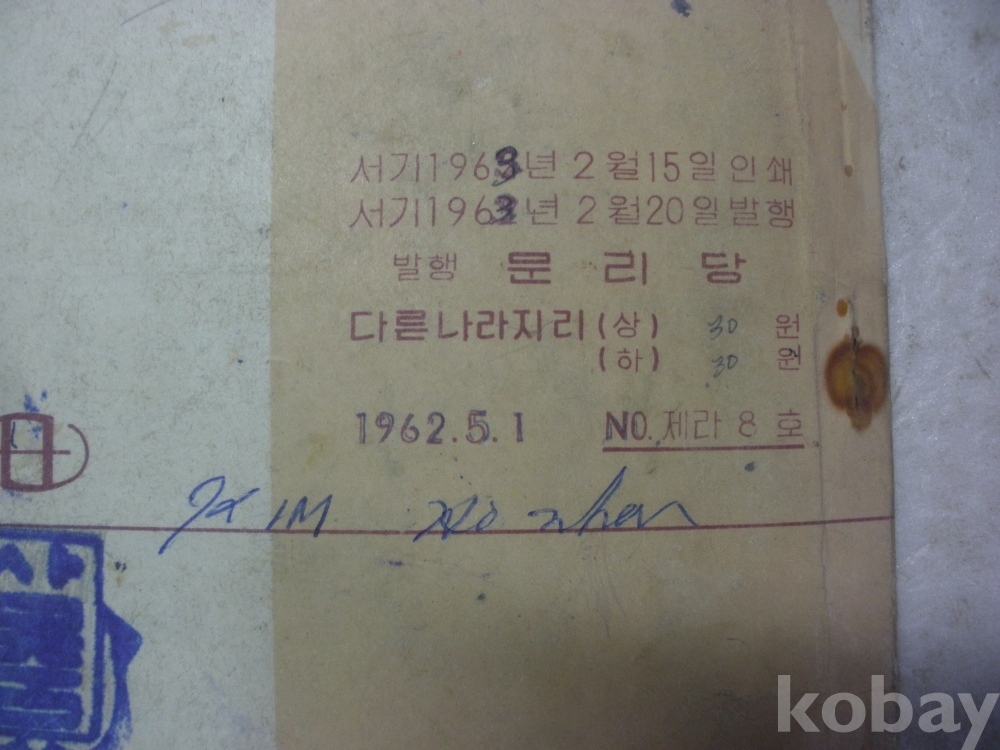 서기1963년 2월15일 인쇄
서기1963년 2월20일 발행
발행 문 리 당
다른나라지리 (상) 30 원
(하) 30 원
1962.5.1 NO. 제라 8 호
KIM
kobay